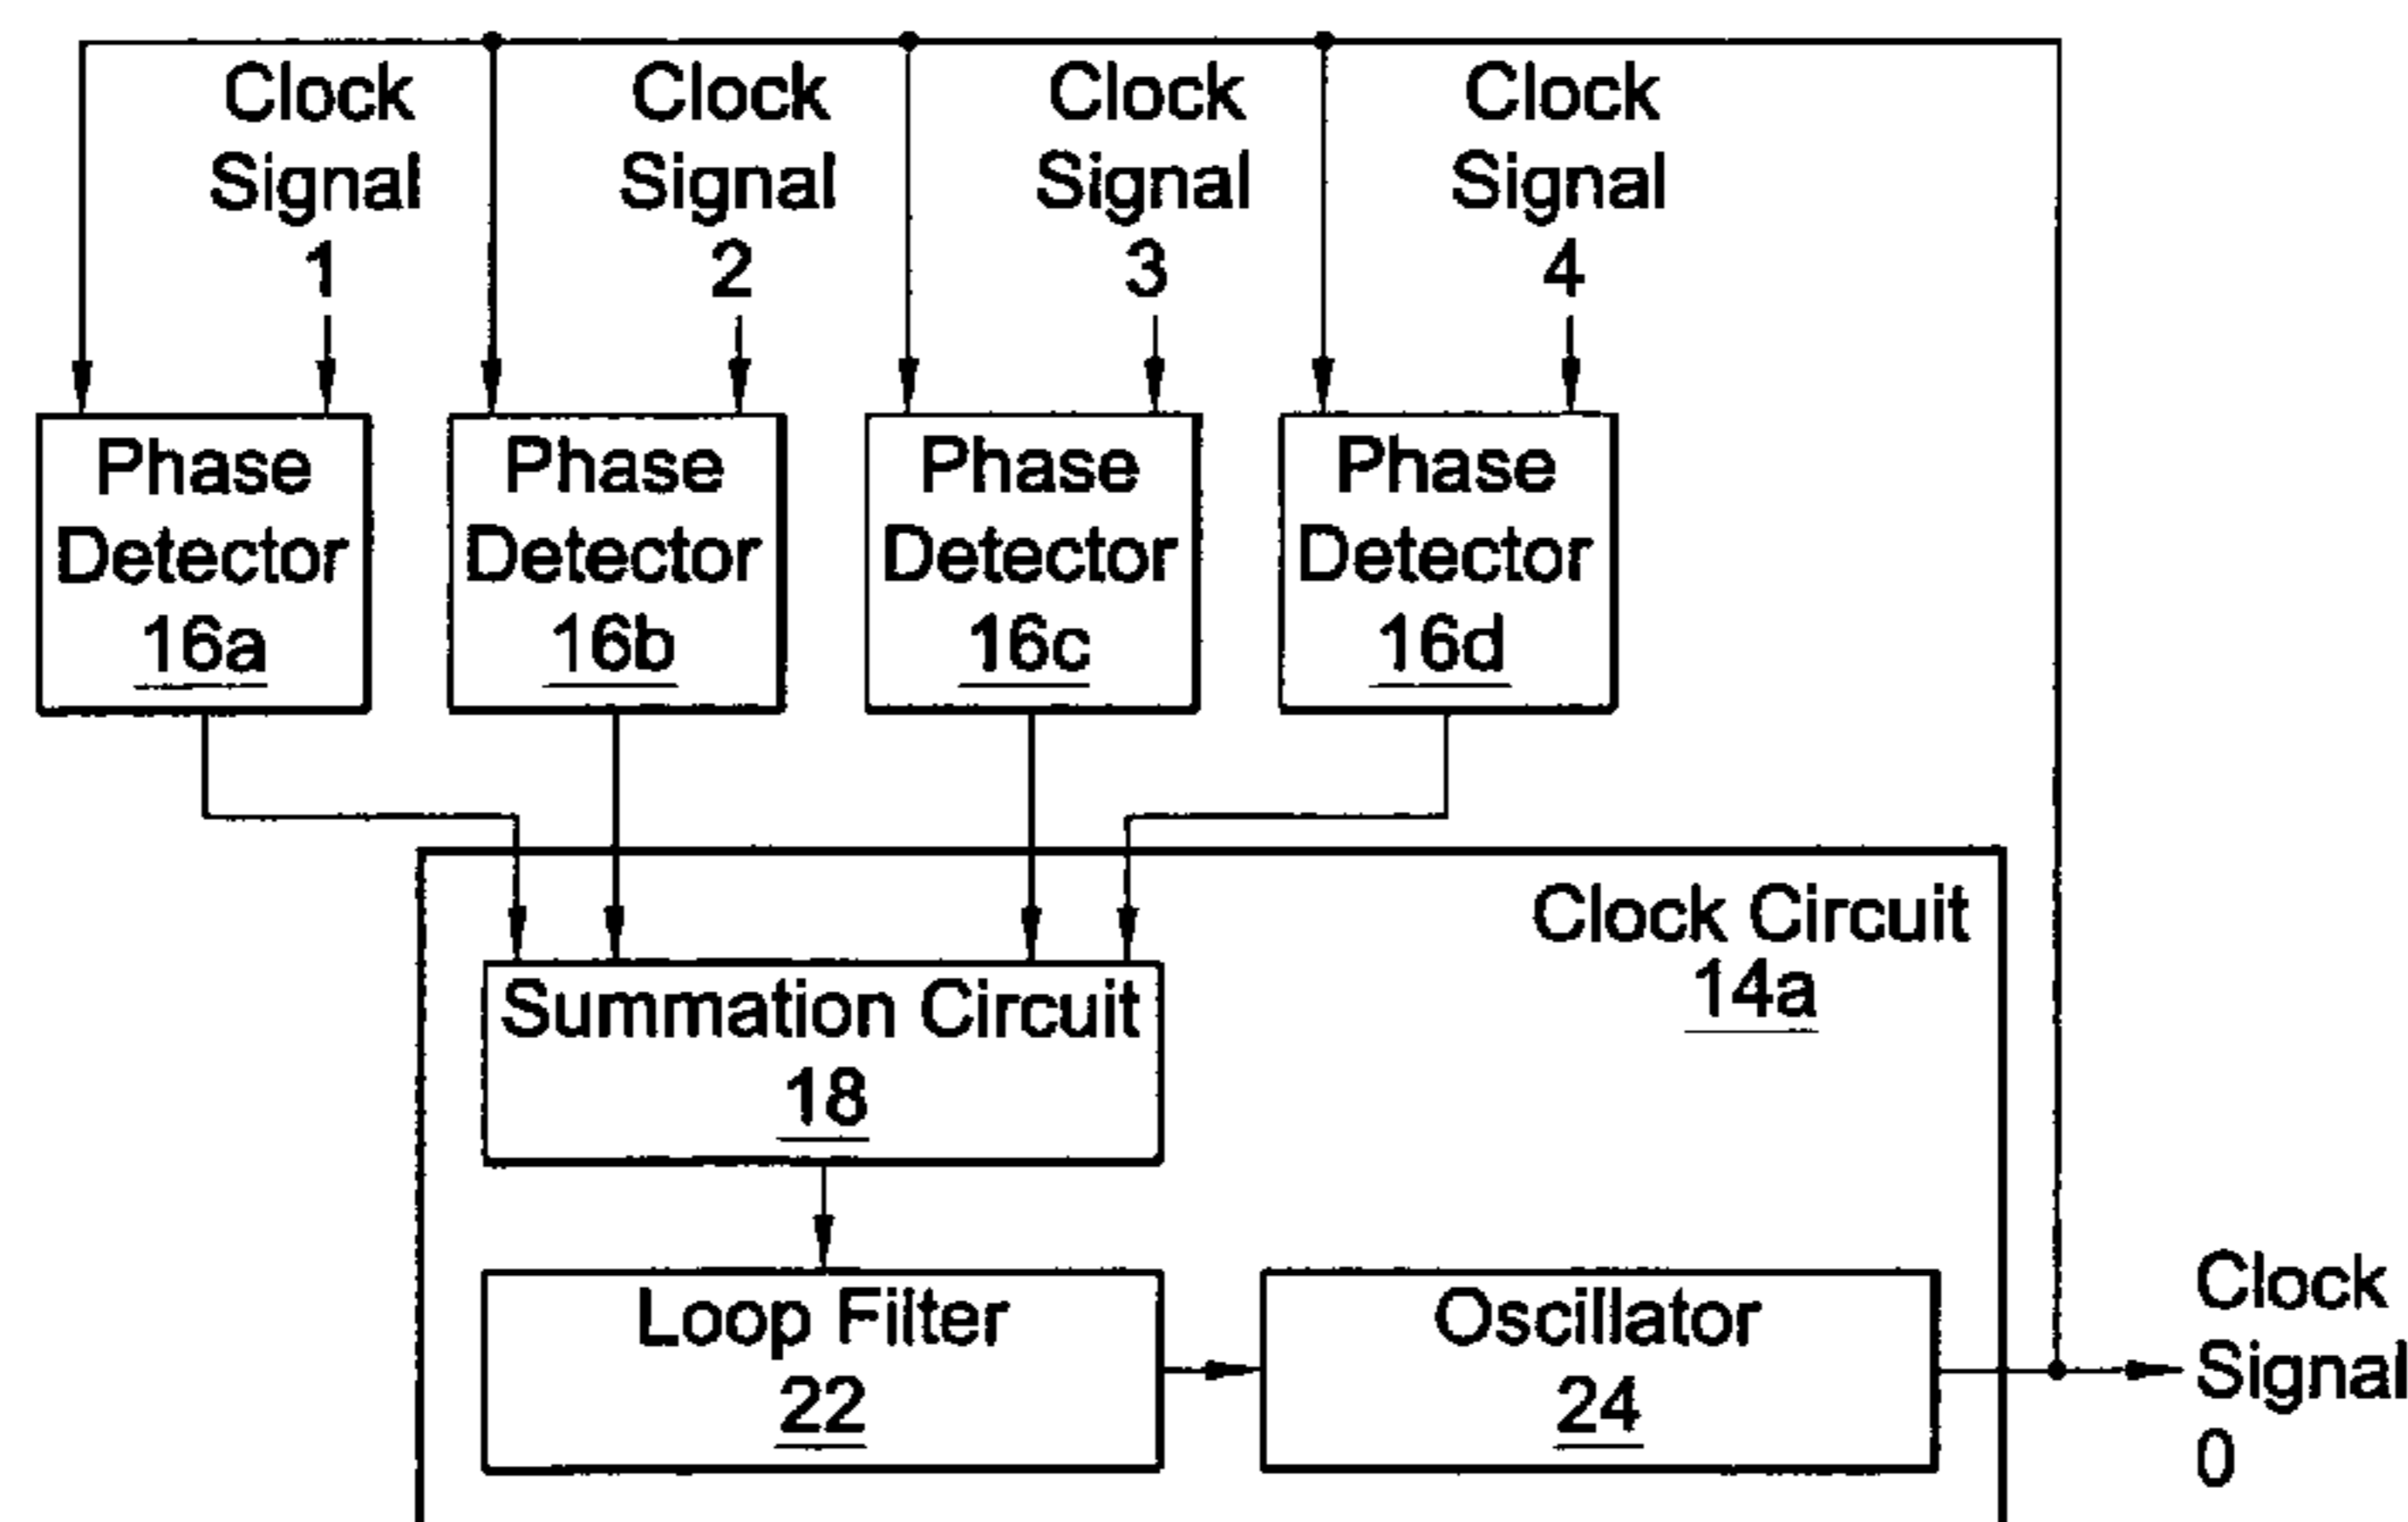 Clock
Signal
1
Clock
Signal
2
Clock
Signal
3
Clock
Signal
4
Phase
Detector
16a
Phase
Detector
16b
Phase
Detector
16c
Phase
Detector
16d
Clock Circuit
14a
Summation Circuit
18
Loop Filter
22
Oscillator
24
Clock
Signal
0